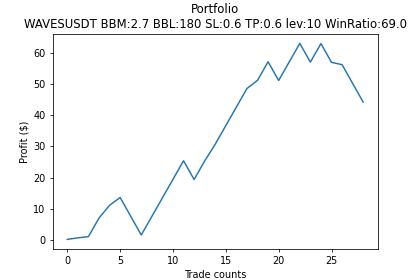 Portfolio
WAVESUSDT BBM:2.7 BBL:180 SL:0.6 TP:0.6 lev:10 WinRatio:69.0
60
50
40
30
20
10
0
Profit ($)
0 5 10 15 20 25
Trade counts